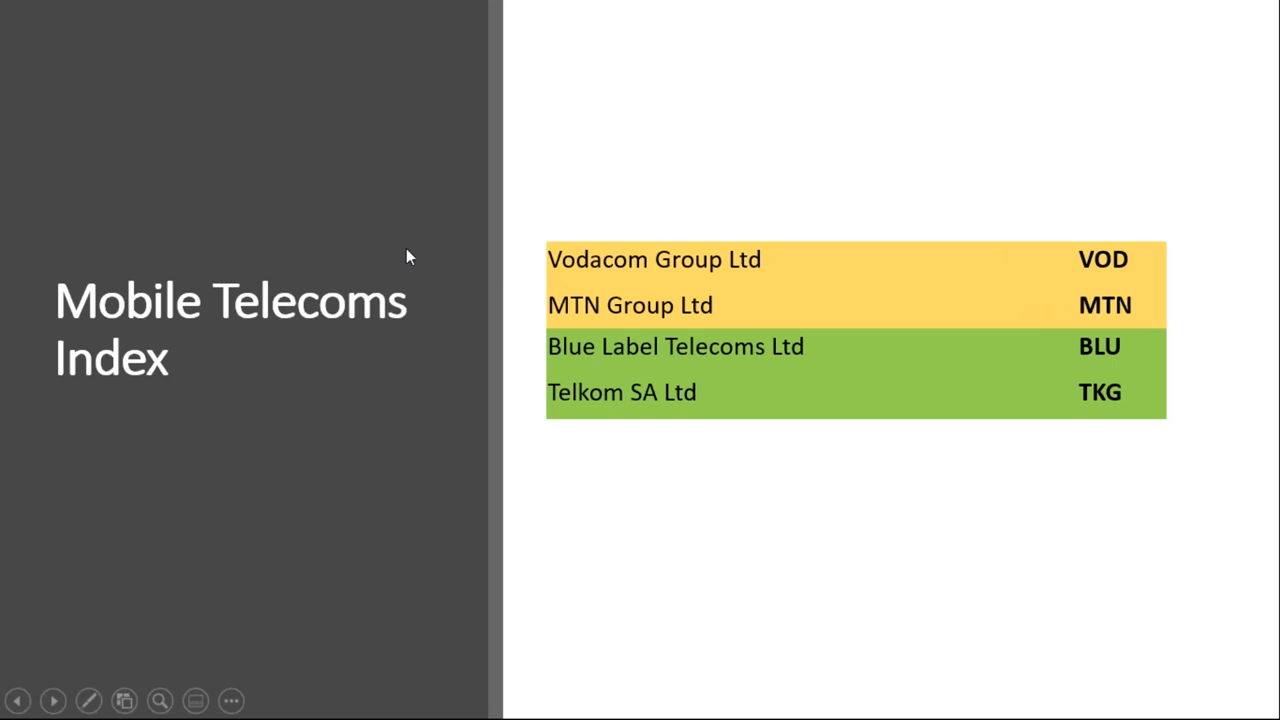 Mobile Telecoms
Index
Vodacom Group Ltd VOD
MTN Group Ltd MTN
Blue Label Telecoms Ltd BLU
Telkom SA Ltd TKG